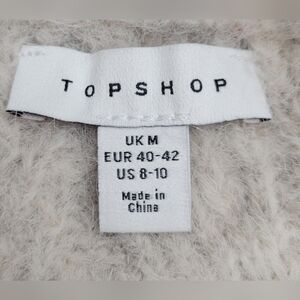 TOPSHOP
UK M
EUR 40-42
US 8-10
Made in
China